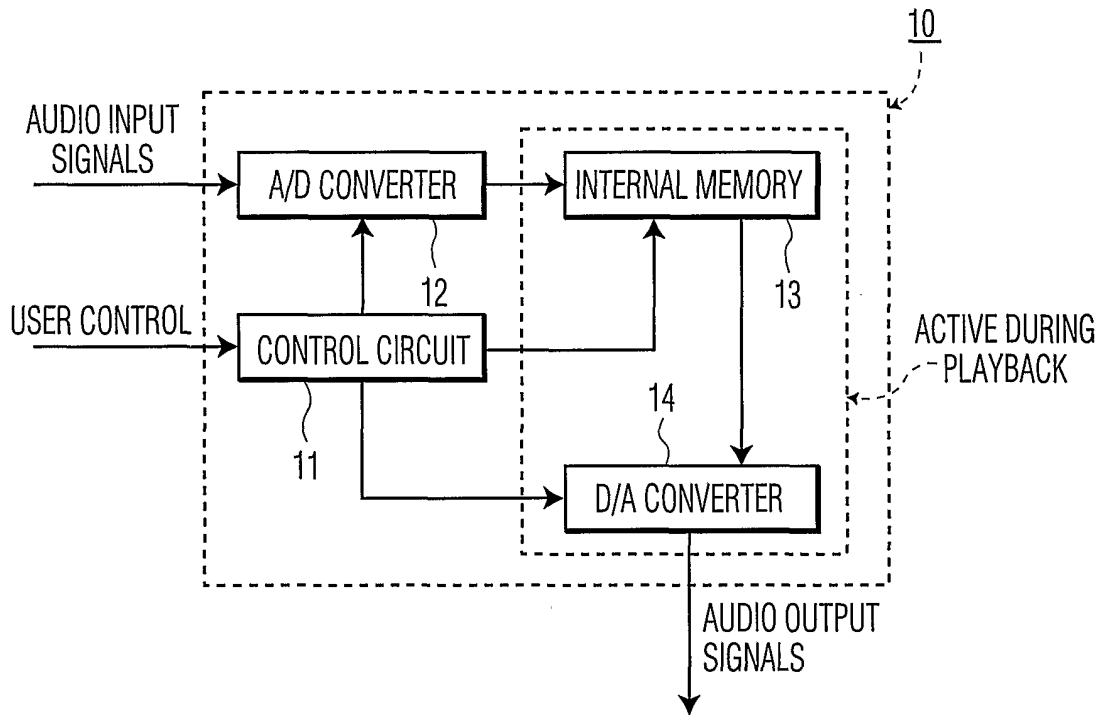 10
AUDIO INPUT
SIGNALS
A/D CONVERTER
INTERNAL MEMORY
12
13
USER CONTROL
CONTROL CIRCUIT
ACTIVE DURING
PLAYBACK
11
14
D/A CONVERTER
AUDIO OUTPUT
SIGNALS